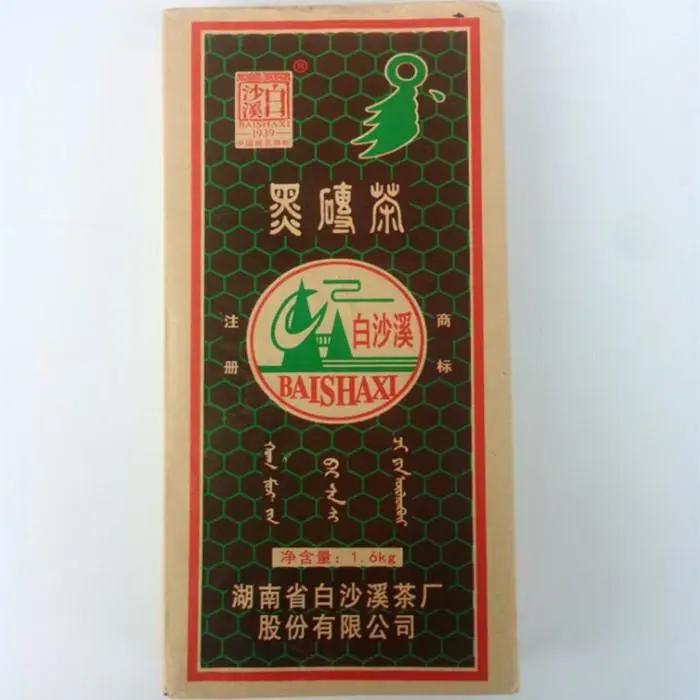 白沙溪
®
BAISHAXI
1939
黑磚茶
注册
商标
白沙溪
BAISHAXI
净含量：1.6kg
湖南省白沙溪茶厂
股份有限公司